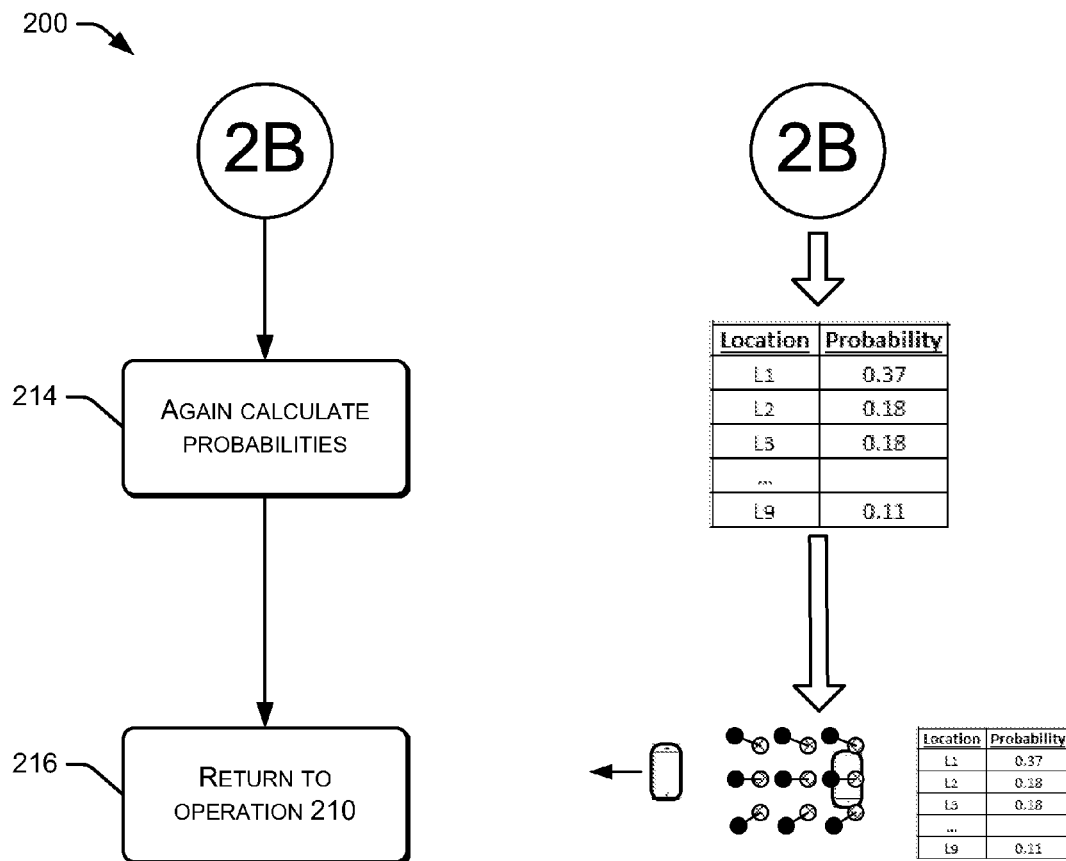 200
2B
2B
Location Probability
L1 0.37
L2 0.18
L3 0.18
...
L9 0.11
214
AGAIN CALCULATE
PROBABILITIES
216
RETURN TO
OPERATION 210
Location Probability
L1 0.37
L2 0.18
L3 0.18
...
L9 0.11